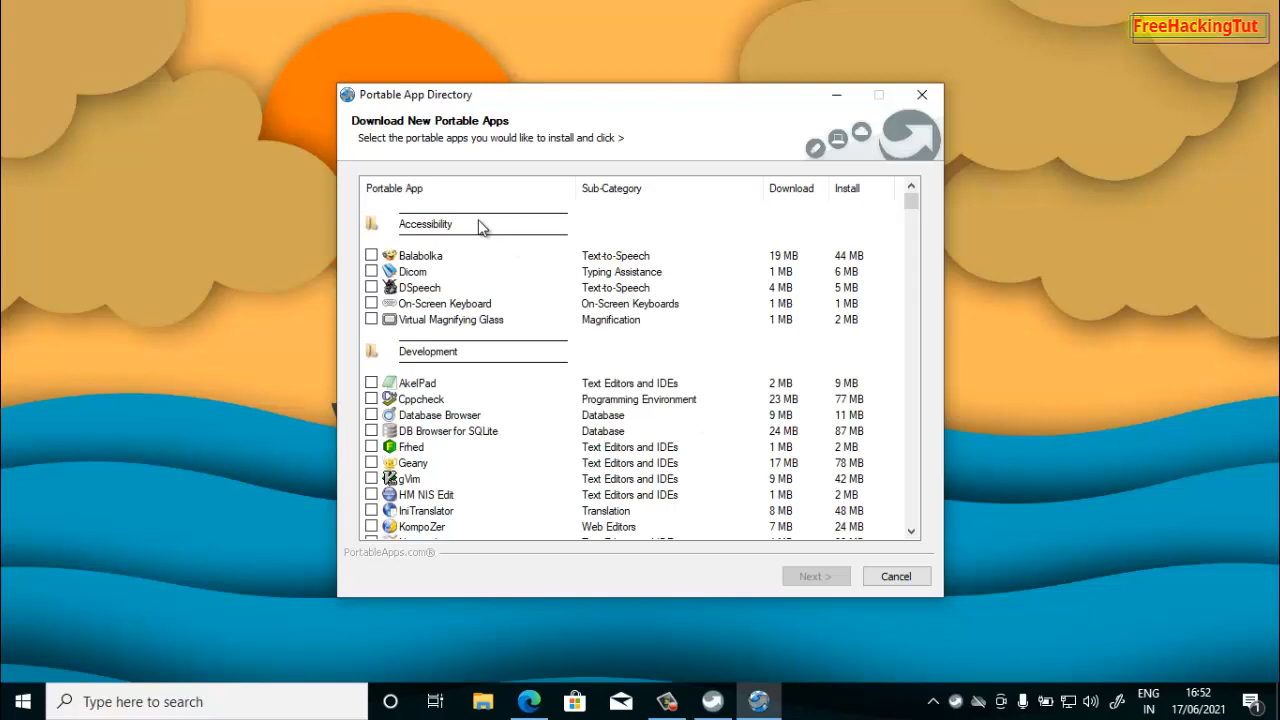 FreeHackingTut
Portable App Directory
Download New Portable Apps
Select the portable apps you would like to install and click >
Portable App Sub-Category Download Install
Accessibility
Balabolka Text-to-Speech 19 MB 44 MB
Dicom Typing Assistance 1 MB 6 MB
DSpeech Text-to-Speech 4 MB 5 MB
On-Screen Keyboard On-Screen Keyboards 1 MB 1 MB
Virtual Magnifying Glass Magnification 1 MB 2 MB
Development
AkelPad Text Editors and IDEs 2 MB 9 MB
Cppcheck Programming Environment 23 MB 77 MB
Database Browser Database 9 MB 11 MB
DB Browser for SQLite Database 24 MB 87 MB
Frhed Text Editors and IDEs 1 MB 2 MB
Geany Text Editors and IDEs 17 MB 78 MB
gVim Text Editors and IDEs 9 MB 42 MB
HM NIS Edit Text Editors and IDEs 1 MB 2 MB
IniTranslator Translation 8 MB 48 MB
KompoZer Web Editors 7 MB 24 MB
PortableApps.com®
Next > Cancel
Type here to search
ENG 16:52
IN 17/06/2021
1